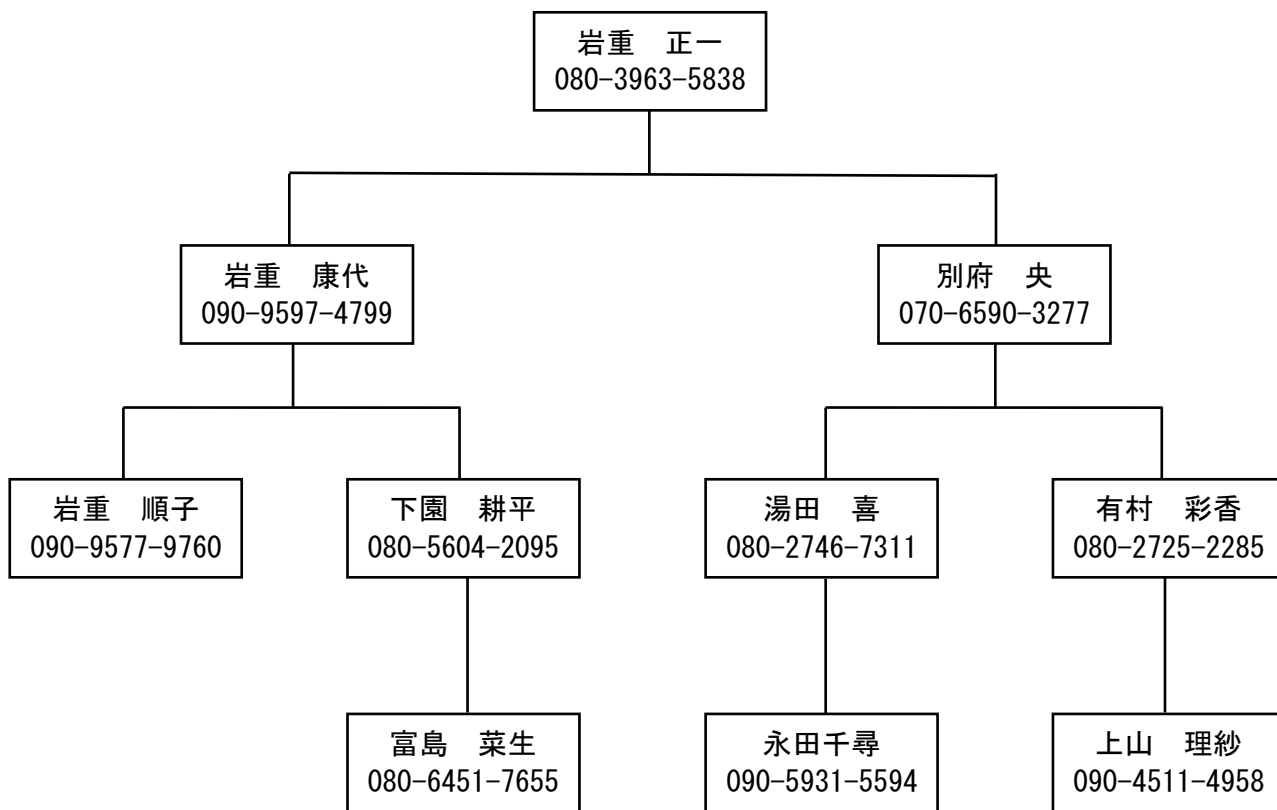 岩重　正一
080-3963-5838
岩重　康代
090-9597-4799
別府　央
070-6590-3277
岩重　順子
090-9577-9760
下園　耕平
080-5604-2095
湯田　喜
080-2746-7311
有村　彩香
080-2725-2285
富島　菜生
080-6451-7655
永田千尋
090-5931-5594
上山　理紗
090-4511-4958